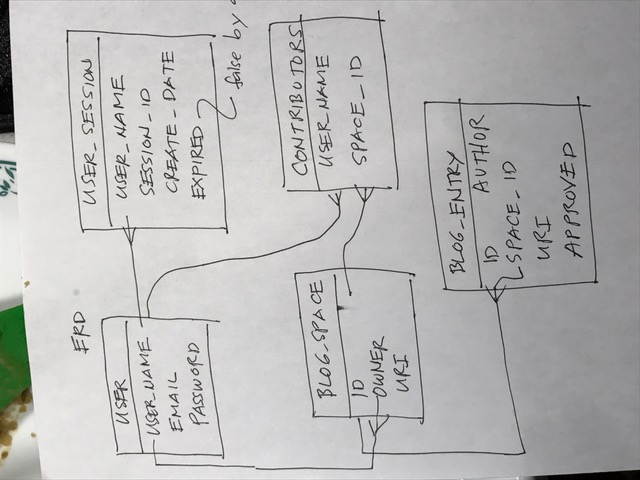 ERD
USER
USER_NAME
EMAIL
PASSWORD
USER_SESSION
USER_NAME
SESSION_ID
CREATE_DATE
EXPIRED
false by
BLOG_SPACE
ID
OWNER
URI
CONTRIBUTORS
USER_NAME
SPACE_ID
BLOG_ENTRY
ID AUTHOR
SPACE_ID
URI
APPROVED